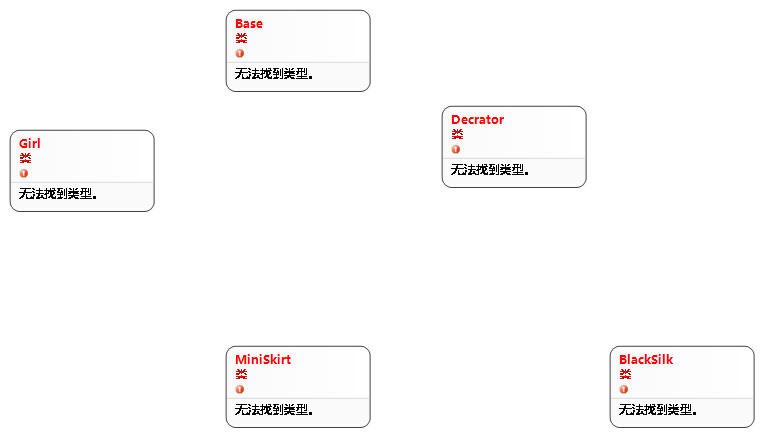 Base
类
无法找到类型。
Decrator
类
无法找到类型。
Girl
类
无法找到类型。
MiniSkirt
类
无法找到类型。
BlackSilk
类
无法找到类型。